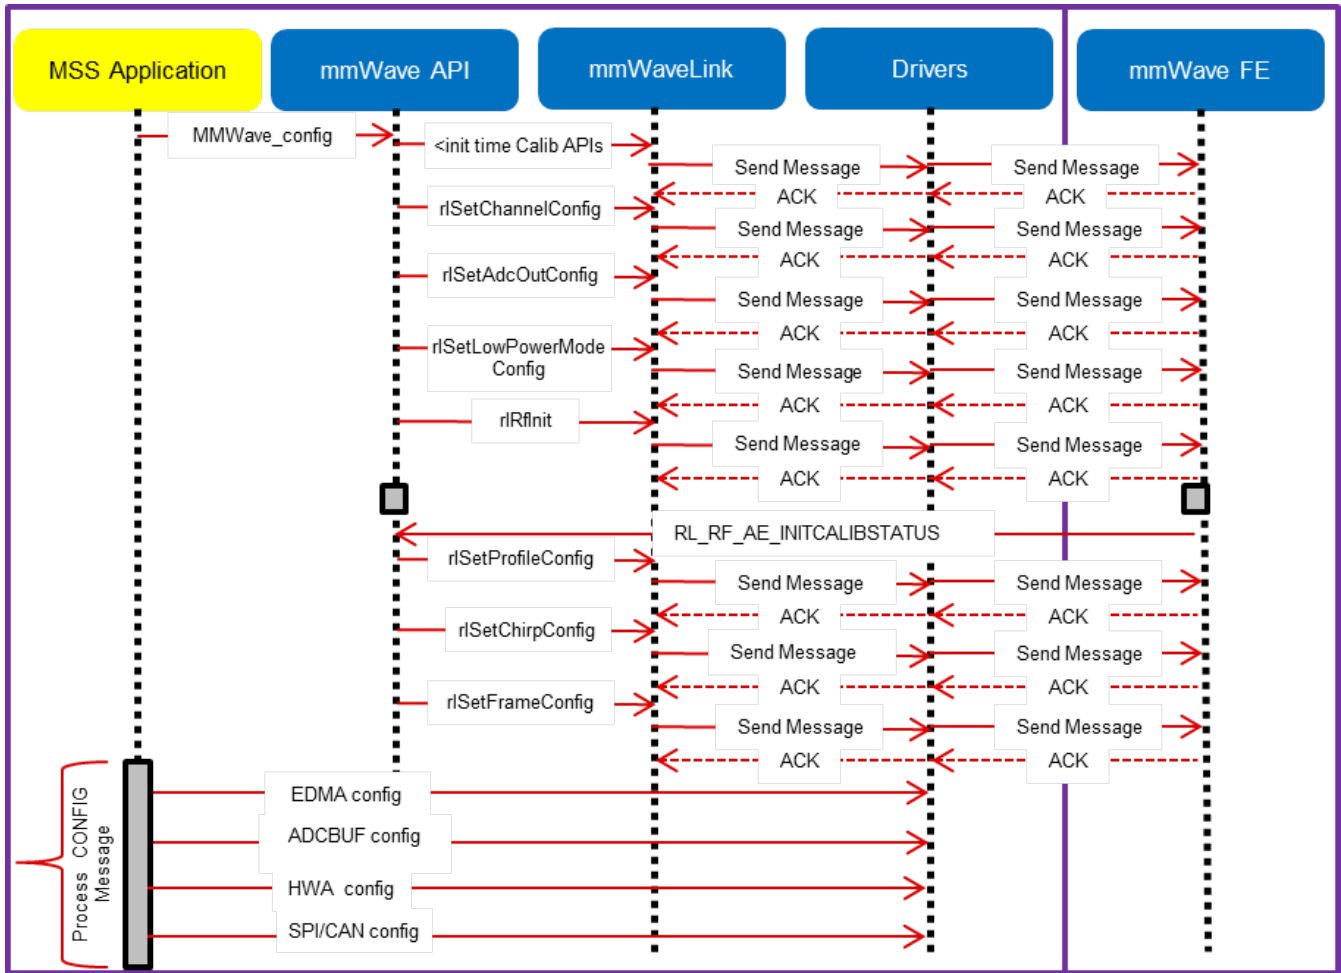 MSS Application
mmWave API
mmWaveLink
Drivers
mmWave FE
MMWave_config
<init time Calib APIs
Send Message
Send Message
ACK
ACK
rlSetChannelConfig
Send Message
Send Message
ACK
ACK
rlSetAdcOutConfig
Send Message
Send Message
ACK
ACK
rlSetLowPowerMode
Config
Send Message
Send Message
ACK
ACK
rlRfInit
Send Message
Send Message
ACK
ACK
RL_RF_AE_INITCALIBSTATUS
rlSetProfileConfig
Send Message
Send Message
ACK
ACK
rlSetChirpConfig
Send Message
Send Message
ACK
ACK
rlSetFrameConfig
Send Message
Send Message
ACK
ACK
Process CONFIG
Message
EDMA config
ADCBUF config
HWA config
SPI/CAN config